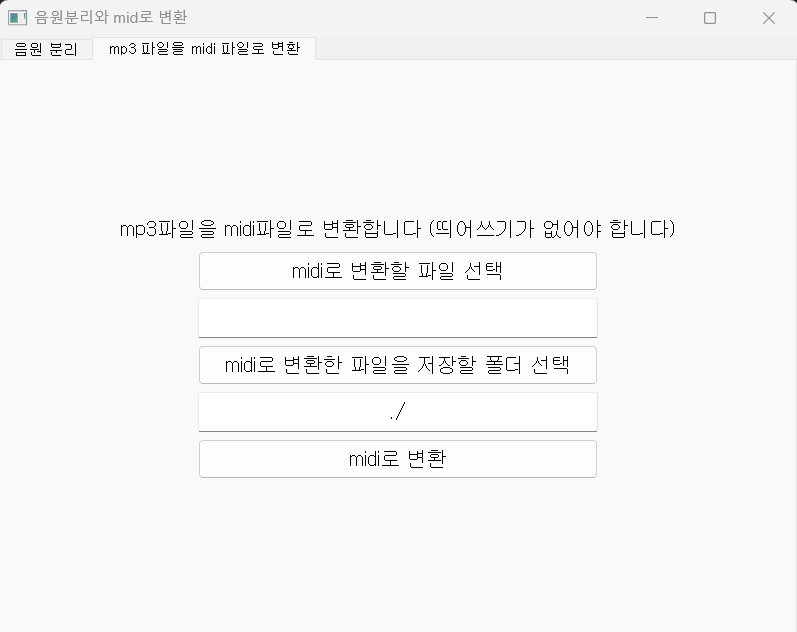 음원분리와 mid로 변환
음원 분리 mp3 파일을 midi 파일로 변환
mp3파일을 midi파일로 변환합니다 (띄어쓰기가 없어야 합니다)
midi로 변환할 파일 선택
midi로 변환한 파일을 저장할 폴더 선택
./
midi로 변환